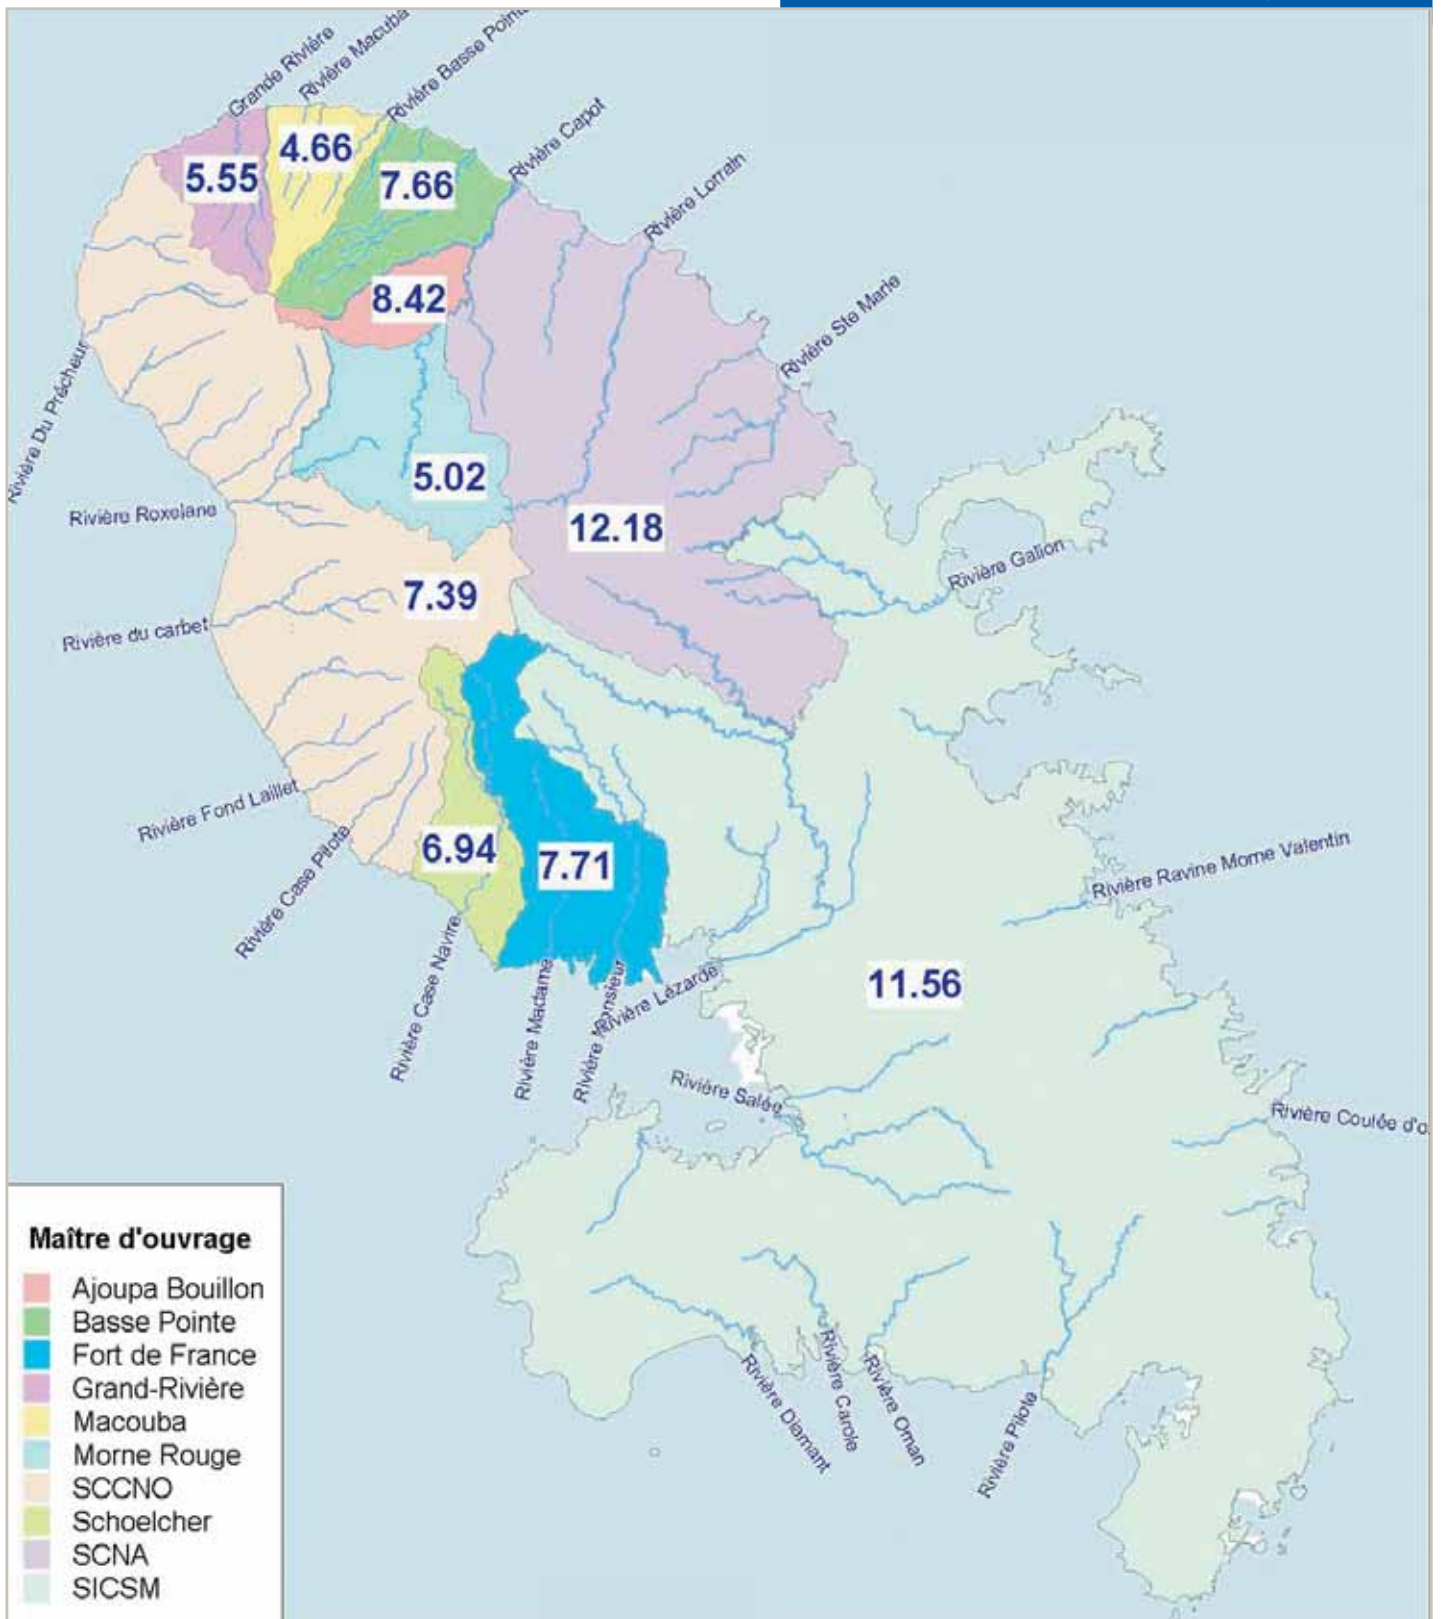 Grande Rivière
Rivière Macuba
Rivière Basse Pointe
Rivière Capot
Rivière Lorrain
Rivière Ste Marie
5.55
4.66
7.66
8.42
Rivière Du Prêcheur
5.02
Rivière Roxelane
12.18
Rivière Galion
7.39
Rivière du carbet
Rivière Fond Laillet
6.94
7.71
Rivière Case Pilote
Rivière Ravine Morne Valentin
Rivière Case Navire
Rivière Madame
Rivière Monsieur
Rivière Lézarde
11.56
Rivière Salée
Rivière Coulée d'o
Rivière Diamant
Rivière Carole
Rivière Oman
Rivière Pilote
Maître d'ouvrage
Ajoupa Bouillon
Basse Pointe
Fort de France
Grand-Rivière
Macouba
Morne Rouge
SCCNO
Schoelcher
SCNA
SICSM